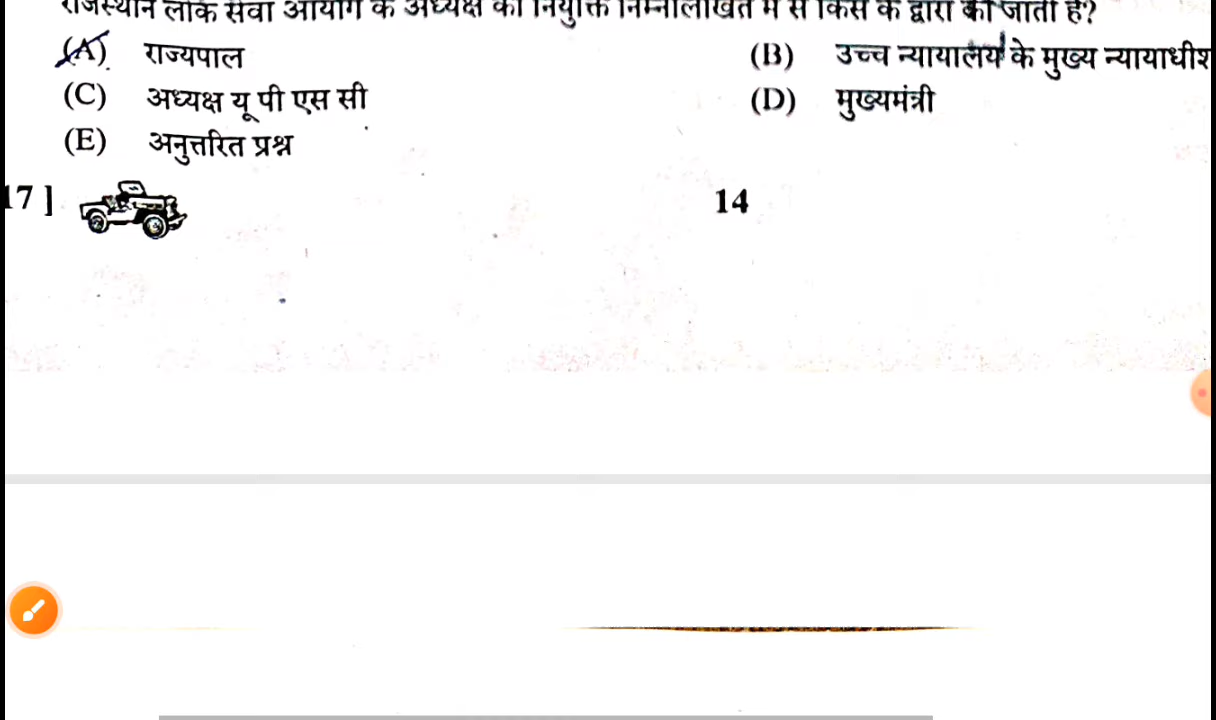 राजस्थान लोक सेवा आयोग के अध्यक्ष की नियुक्ति निम्नलिखित में से किस के द्वारा की जाती है?
(A) राज्यपाल (B) उच्च न्यायालय के मुख्य न्यायाधीश
(C) अध्यक्ष यू पी एस सी (D) मुख्यमंत्री
(E) अनुत्तरित प्रश्न
17 ] 14